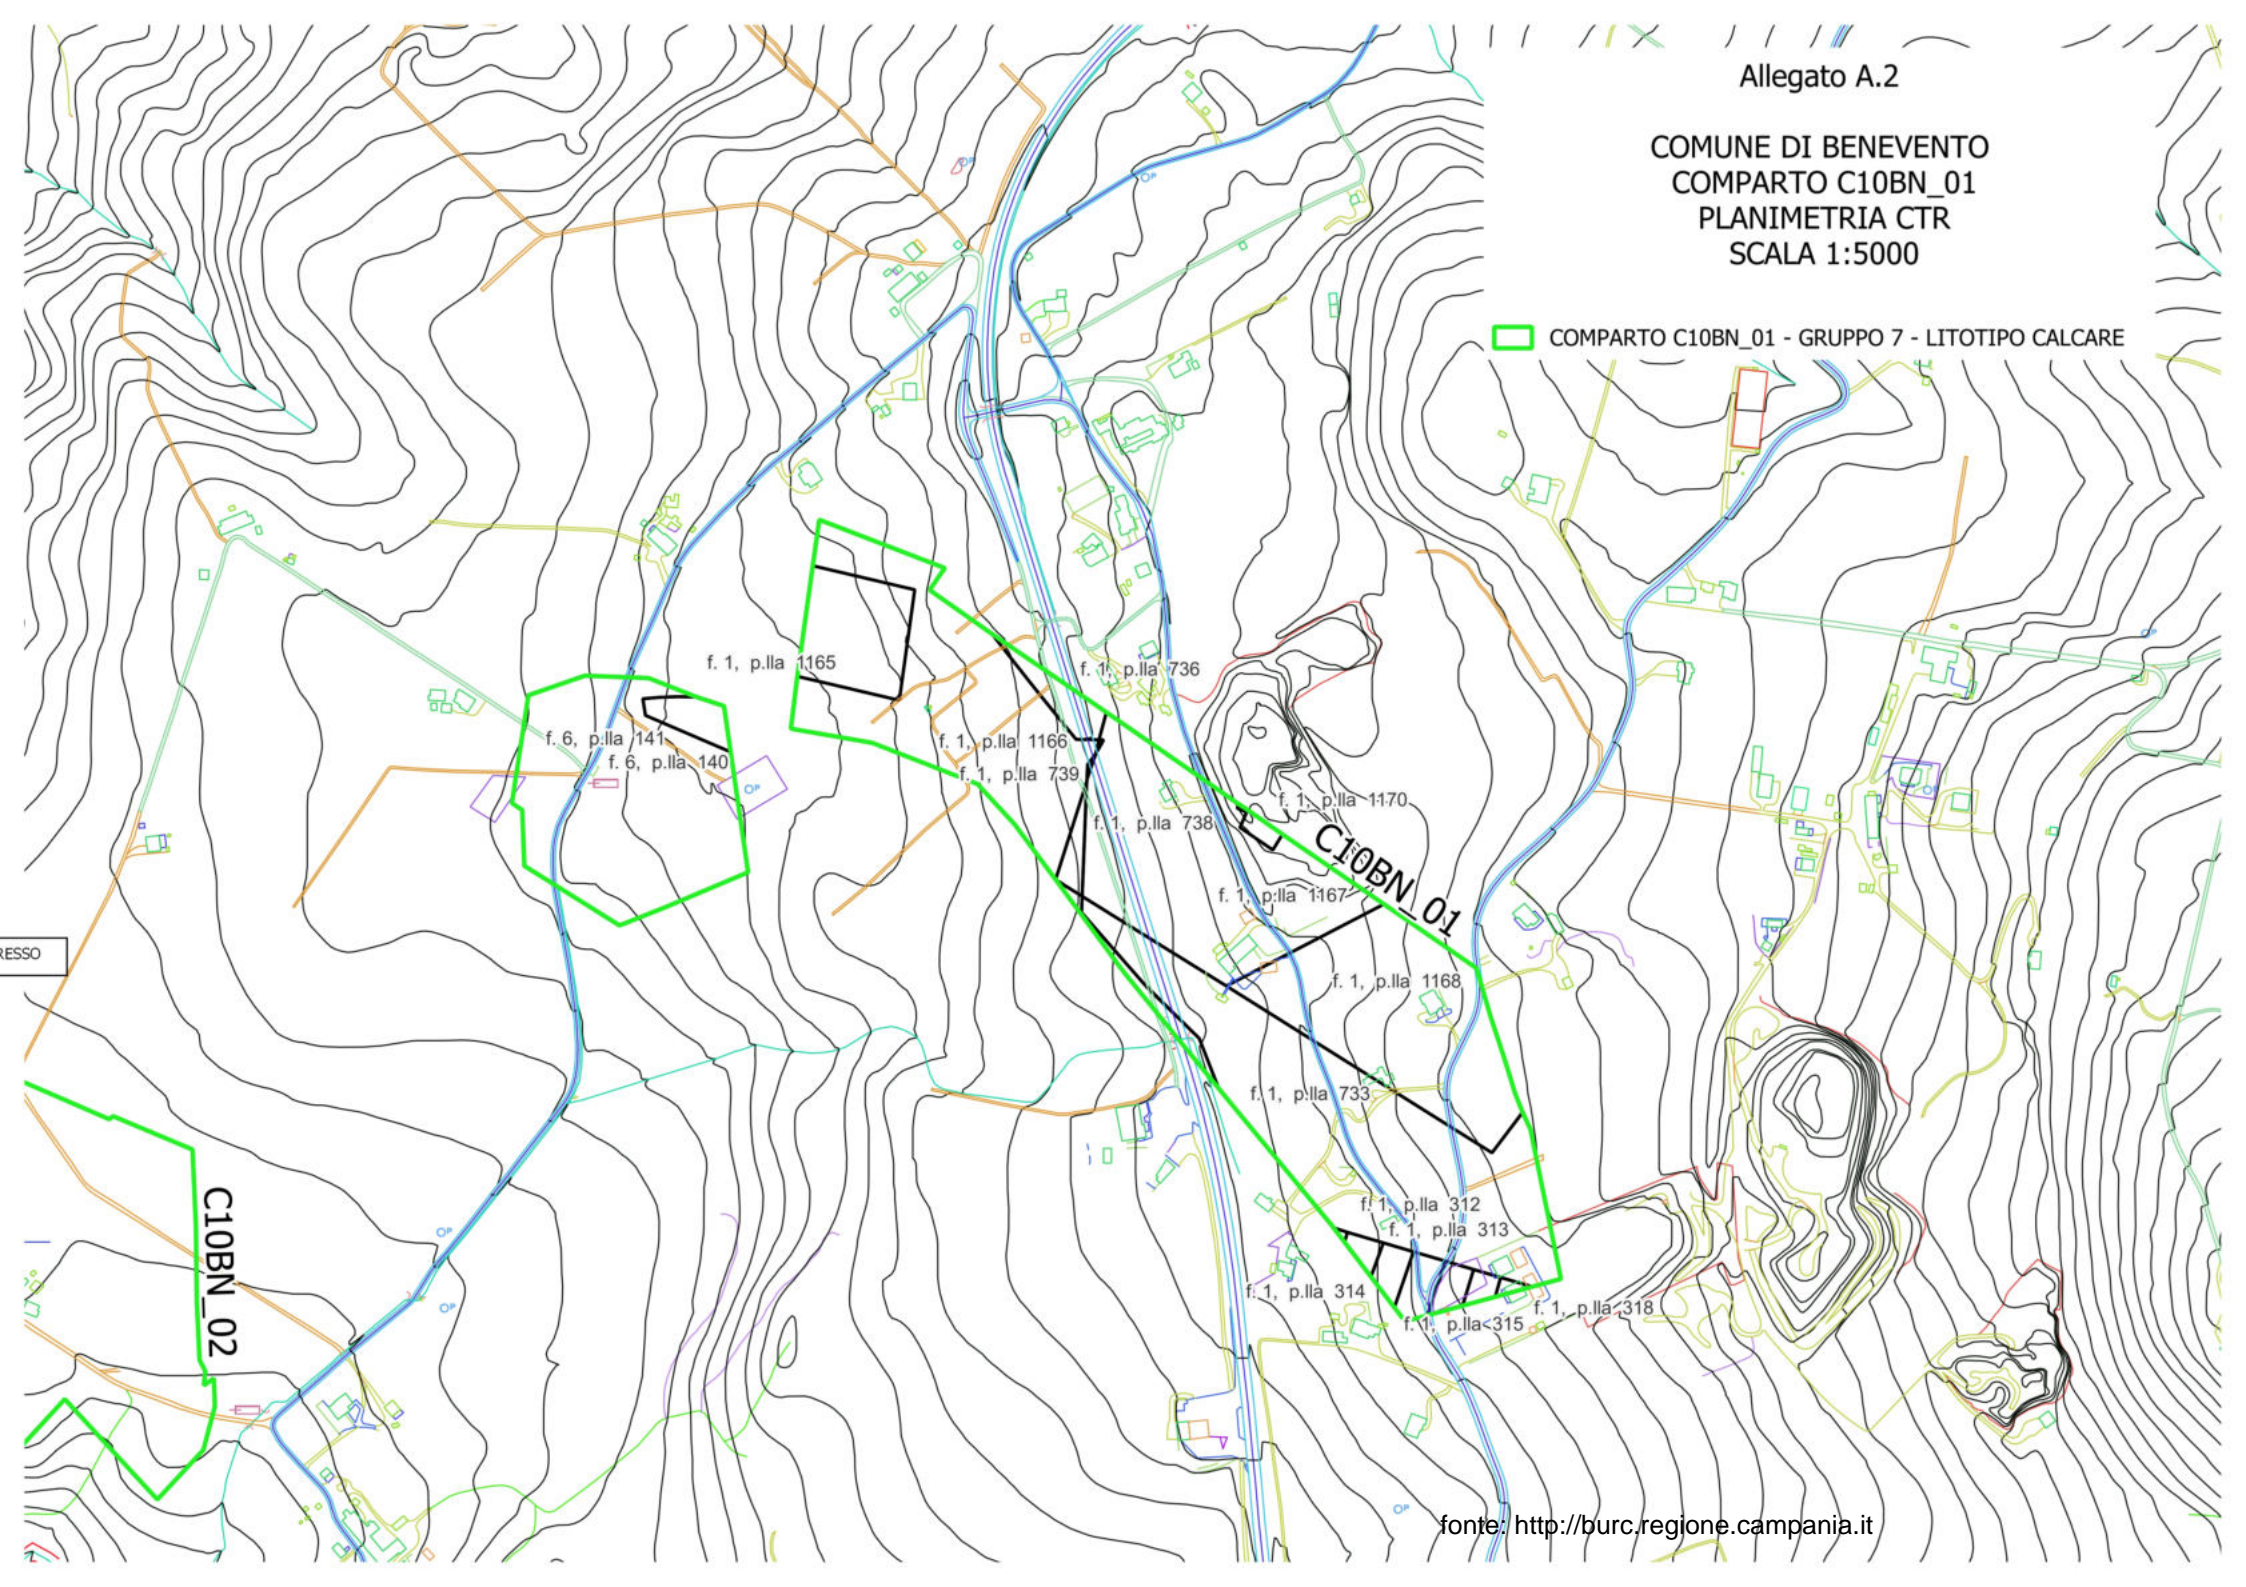 Allegato A.2
COMUNE DI BENEVENTO
COMPARTO C10BN_01
PLANIMETRIA CTR
SCALA 1:5000
COMPARTO C10BN_01 - GRUPPO 7 - LITOTIPO CALCARE
f. 1, p.lla 1165
f. 1, p.lla 736
f. 6, p.lla 141
f. 6, p.lla 140
f. 1, p.lla 1166
f. 1, p.lla 739
f. 1, p.lla 1170
f. 1, p.lla 738
C10BN_01
f. 1, p.lla 1167
RESSO
f. 1, p.lla 1168
f. 1, p.lla 733
C10BN_02
f. 1, p.lla 312
f. 1, p.lla 313
f. 1, p.lla 314
f. 1, p.lla 318
f. 1, p.lla 315
fonte: http://burc.regione.campania.it